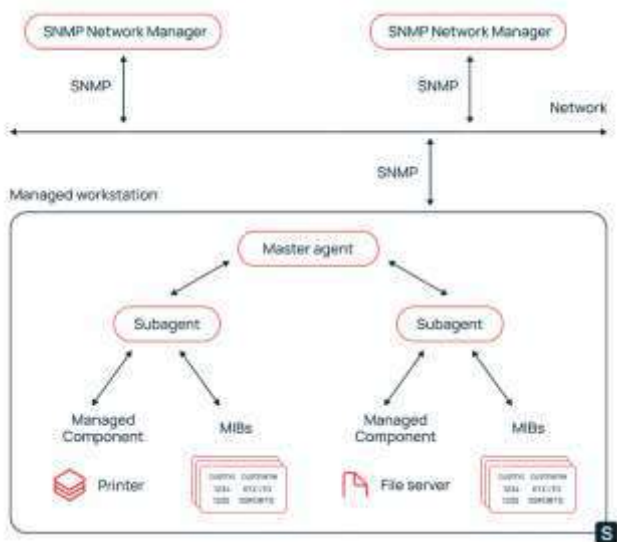 SNMP Network Manager
SNMP Network Manager
SNMP
SNMP
Network
SNMP
Managed workstation
Master agent
Subagent
Subagent
Managed
Component
MIBs
Managed
Component
MIBs
Printer
File server
S